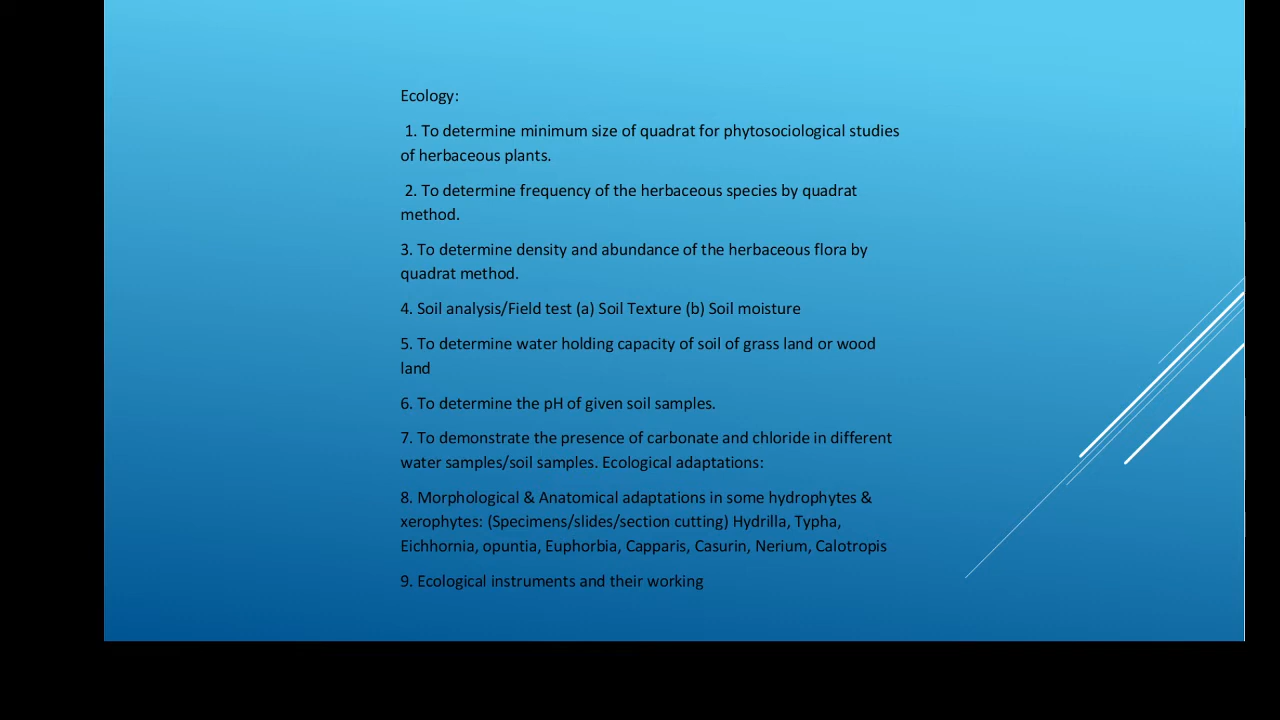 Ecology:
1. To determine minimum size of quadrat for phytosociological studies
of herbaceous plants.
2. To determine frequency of the herbaceous species by quadrat
method.
3. To determine density and abundance of the herbaceous flora by
quadrat method.
4. Soil analysis/Field test (a) Soil Texture (b) Soil moisture
5. To determine water holding capacity of soil of grass land or wood
land
6. To determine the pH of given soil samples.
7. To demonstrate the presence of carbonate and chloride in different
water samples/soil samples. Ecological adaptations:
8. Morphological & Anatomical adaptations in some hydrophytes &
xerophytes: (Specimens/slides/section cutting) Hydrilla, Typha,
Eichhornia, opuntia, Euphorbia, Capparis, Casurin, Nerium, Calotropis
9. Ecological instruments and their working